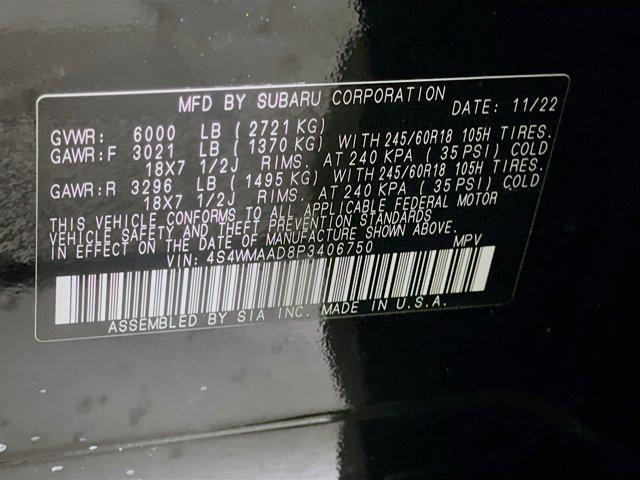 MFD BY SUBARU CORPORATION DATE: 11/22
GVWR: 6000 LB ( 2721 KG)
GAWR:F 3021 LB ( 1370 KG) WITH 245/60R18 105H TIRES.
18X7 1/2J RIMS. AT 240 KPA ( 35 PSI) COLD
GAWR:R 3296 LB ( 1495 KG) WITH 245/60R18 105H TIRES.
18X7 1/2J RIMS. AT 240 KPA ( 35 PSI) COLD
THIS VEHICLE CONFORMS TO ALL APPLICABLE FEDERAL MOTOR
VEHICLE SAFETY AND THEFT PREVENTION STANDARDS
IN EFFECT ON THE DATE OF MANUFACTURE SHOWN ABOVE.
VIN: 4S4WMAAD8P3406750 MPV
ASSEMBLED BY SIA INC. MADE IN U.S.A.